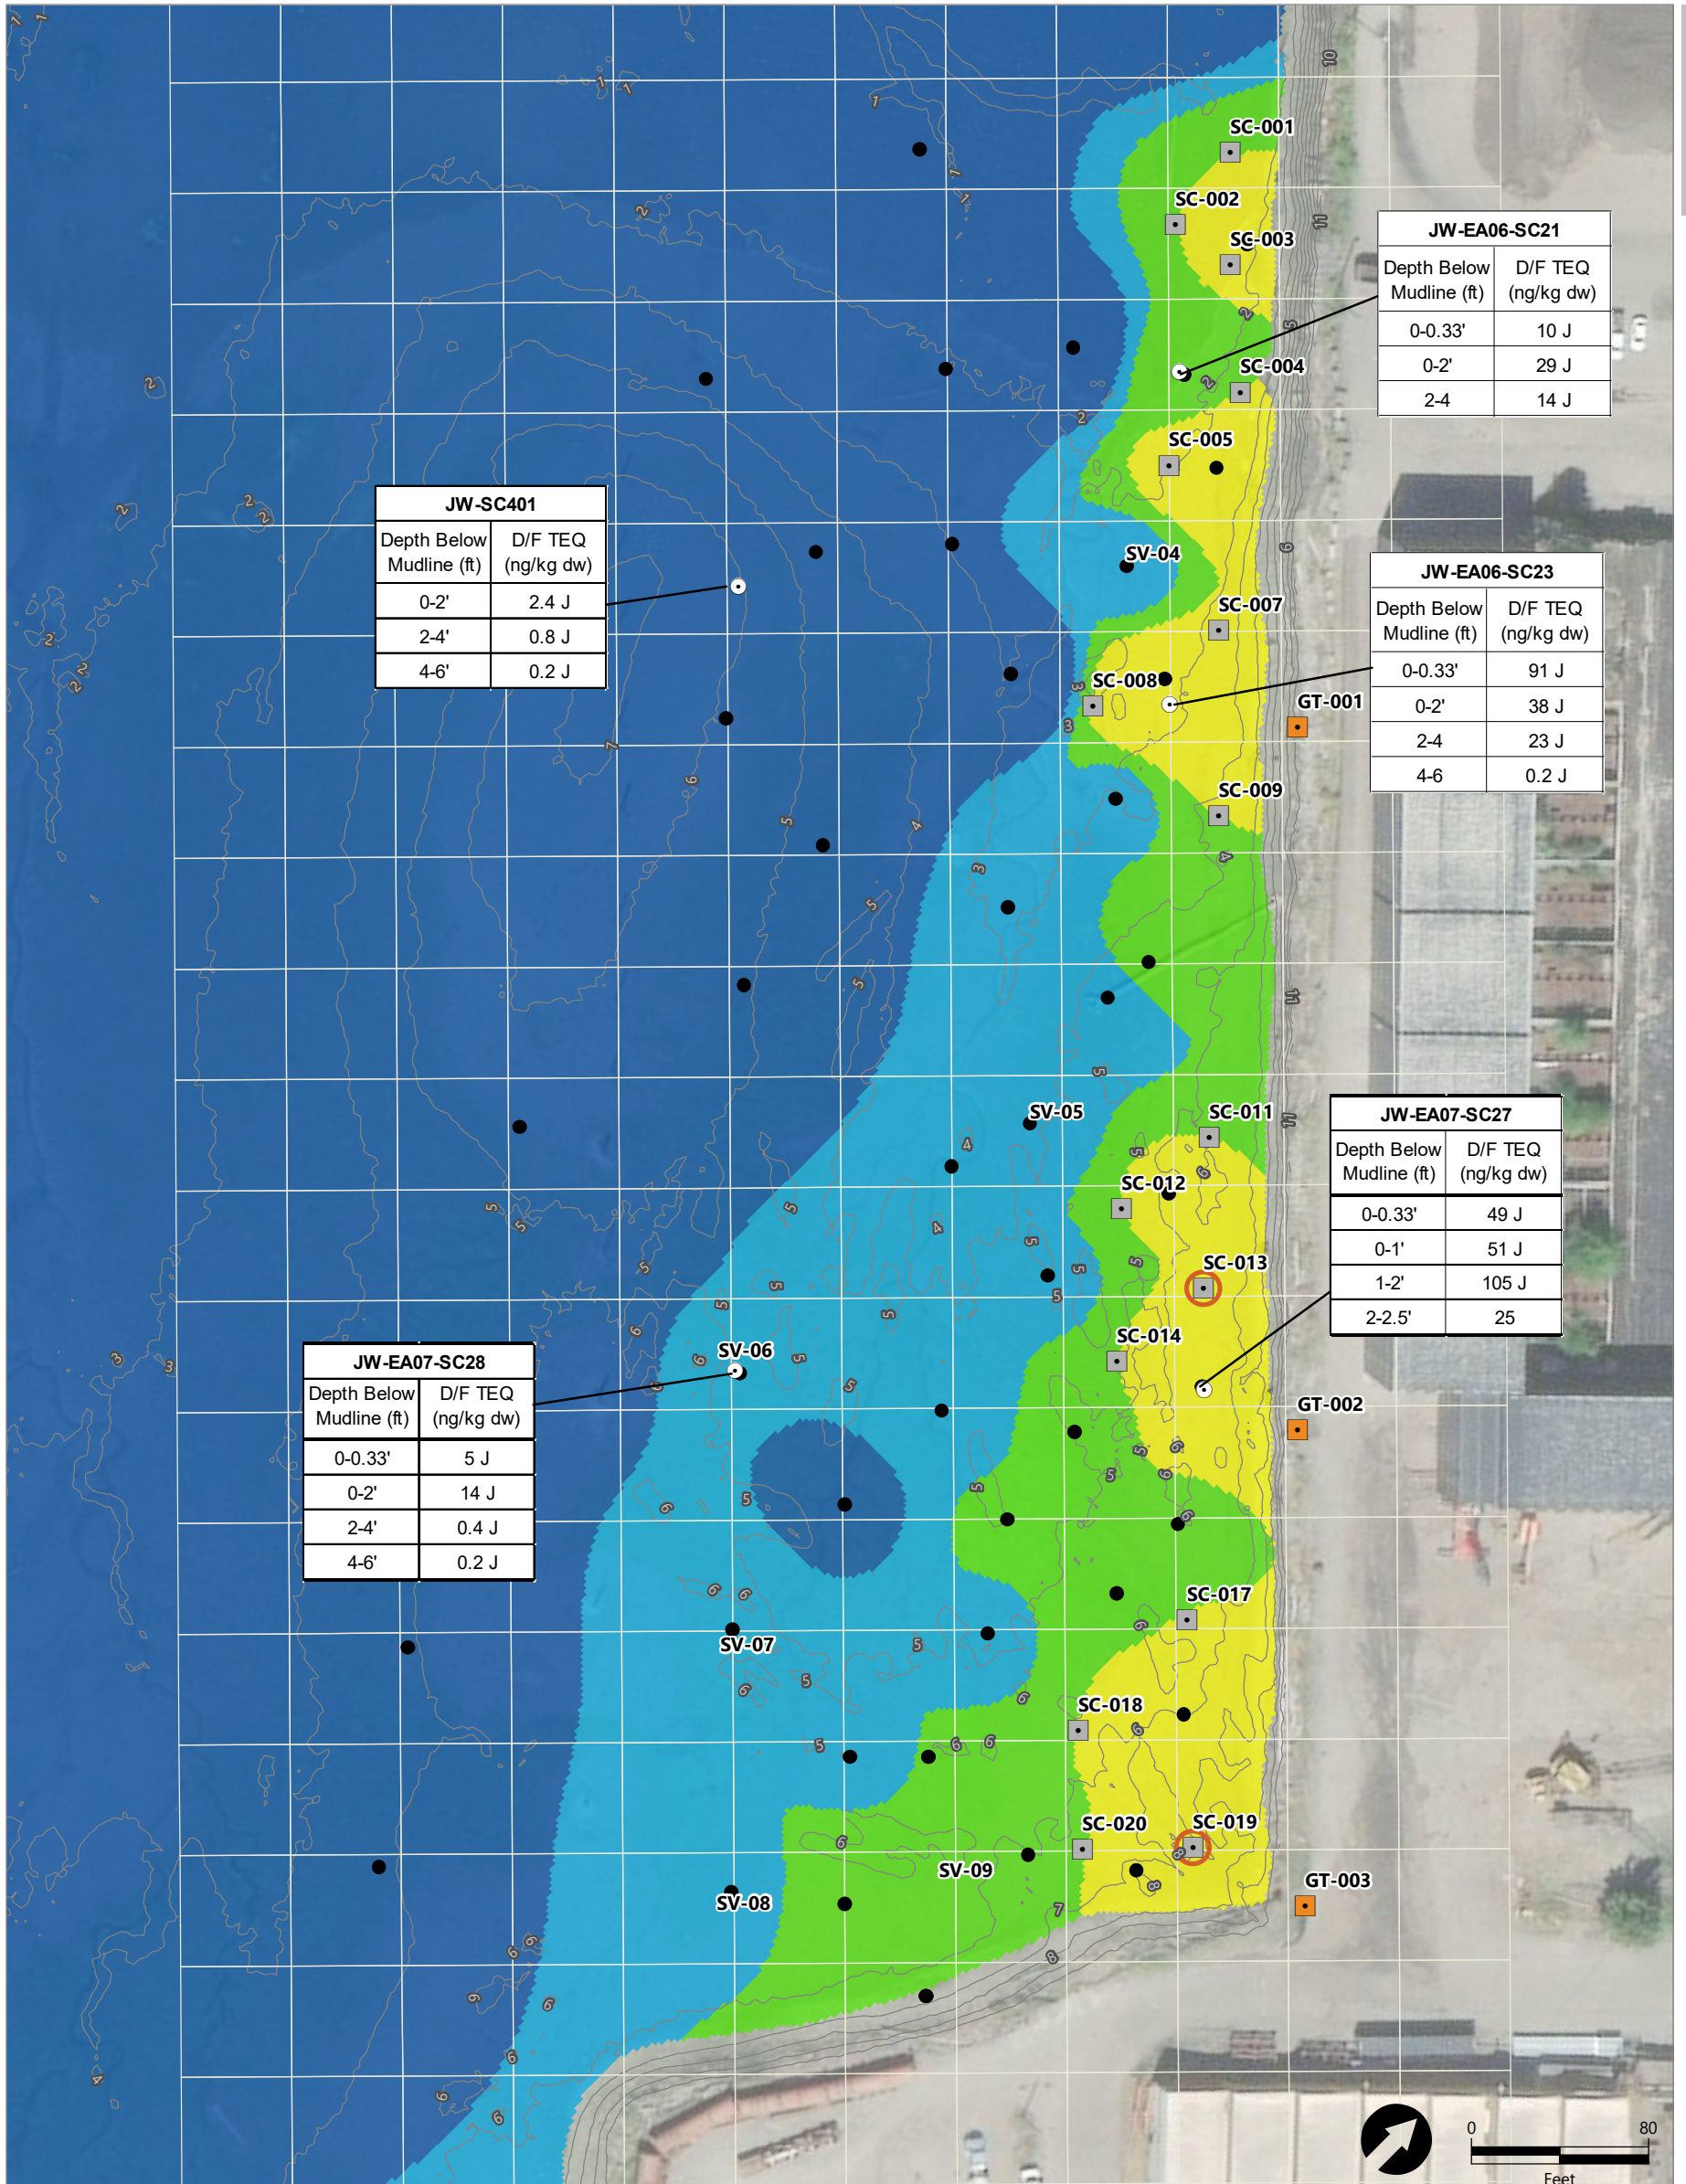 SC-001
SC-002
SC-003
JW-EA06-SC21
Depth Below Mudline (ft) D/F TEQ (ng/kg dw)
0-0.33' 10 J
0-2' 29 J
2-4 14 J
SC-004
SC-005
JW-SC401
Depth Below Mudline (ft) D/F TEQ (ng/kg dw)
0-2' 2.4 J
2-4' 0.8 J
4-6' 0.2 J
SV-04
JW-EA06-SC23
Depth Below Mudline (ft) D/F TEQ (ng/kg dw)
0-0.33' 91 J
0-2' 38 J
2-4 23 J
4-6 0.2 J
SC-007
SC-008
GT-001
SC-009
SV-05
SC-011
JW-EA07-SC27
Depth Below Mudline (ft) D/F TEQ (ng/kg dw)
0-0.33' 49 J
0-1' 51 J
1-2' 105 J
2-2.5' 25
SC-012
SC-013
SC-014
SV-06
JW-EA07-SC28
Depth Below Mudline (ft) D/F TEQ (ng/kg dw)
0-0.33' 5 J
0-2' 14 J
2-4' 0.4 J
4-6' 0.2 J
GT-002
SC-017
SV-07
SC-018
SC-020
SC-019
SV-09
SV-08
GT-003
0 80
Feet